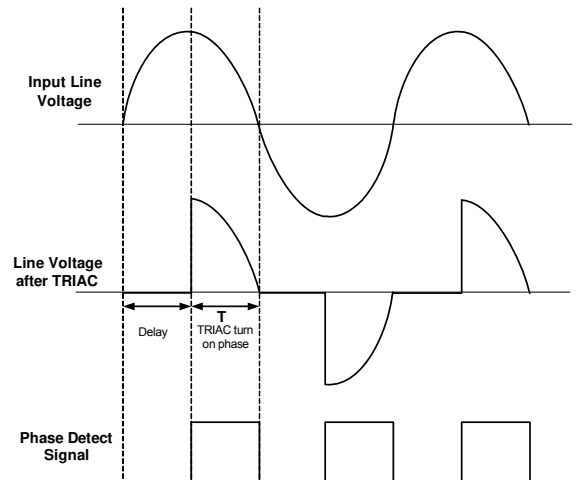 Input Line
Voltage
Line Voltage
after TRIAC
Delay
T
TRIAC turn
on phase
Phase Detect
Signal